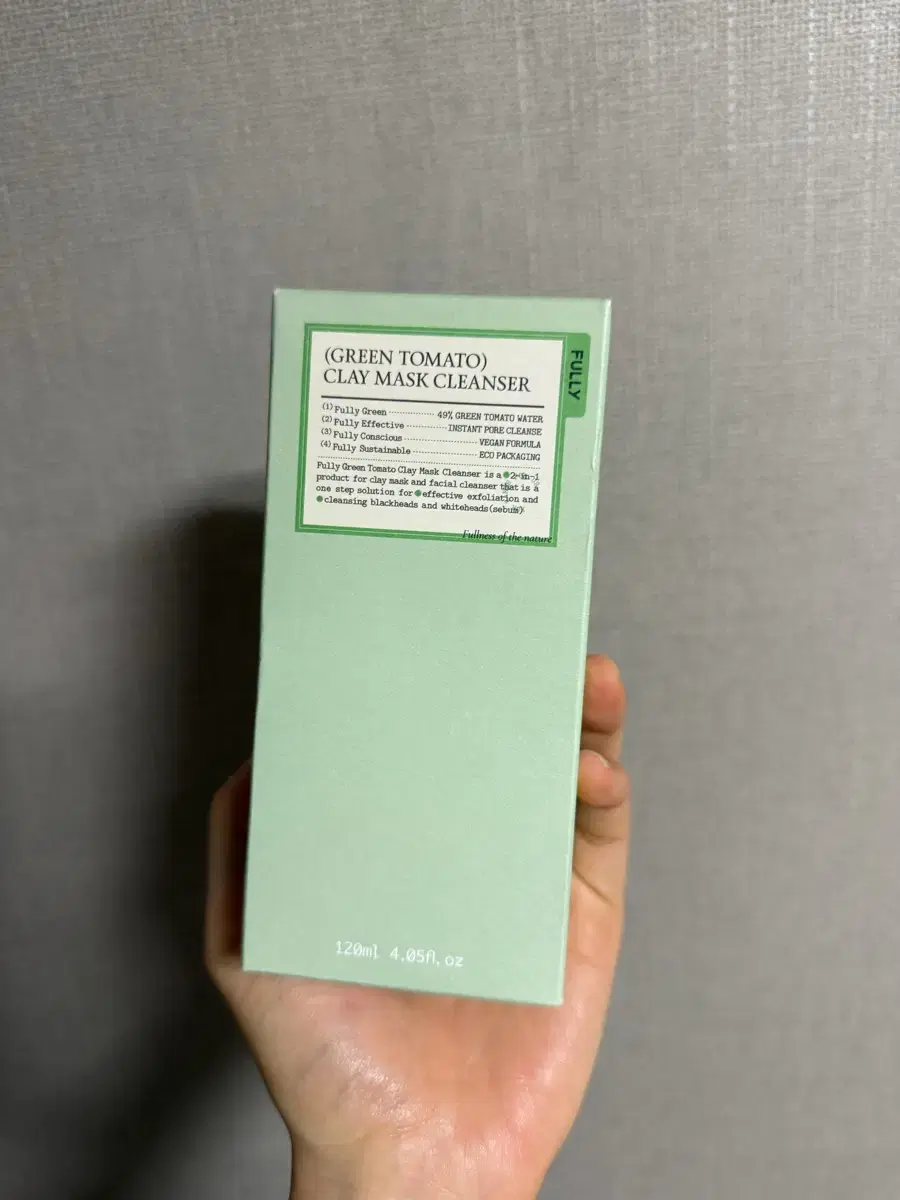 (GREEN TOMATO)
CLAY MASK CLEANSER
FULLY
(1) Fully Green 49% GREEN TOMATO WATER
(2) Fully Effective INSTANT PORE CLEANSE
(3) Fully Conscious VEGAN FORMULA
(4) Fully Sustainable ECO PACKAGING
Fully Green Tomato Clay Mask Cleanser is a 2-in-1
product for clay mask and facial cleanser that is a
one step solution for effective exfoliation and
cleansing blackheads and whiteheads(sebum)
Fullness of the nature
120ml 4.05fl.oz